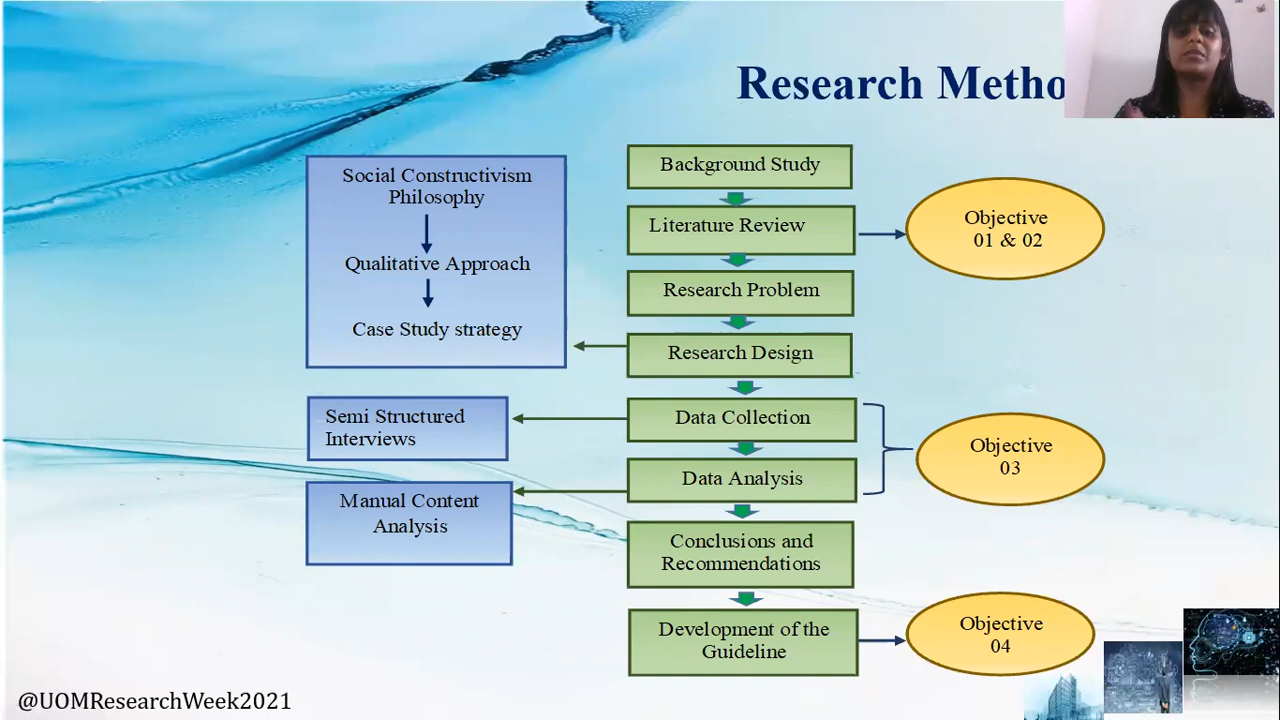 Research Metho
Social Constructivism
Philosophy
Qualitative Approach
Case Study strategy
Semi Structured
Interviews
Manual Content
Analysis
Background Study
Literature Review
Research Problem
Research Design
Data Collection
Data Analysis
Conclusions and
Recommendations
Development of the
Guideline
Objective
01 & 02
Objective
03
Objective
04
@UOMResearchWeek2021